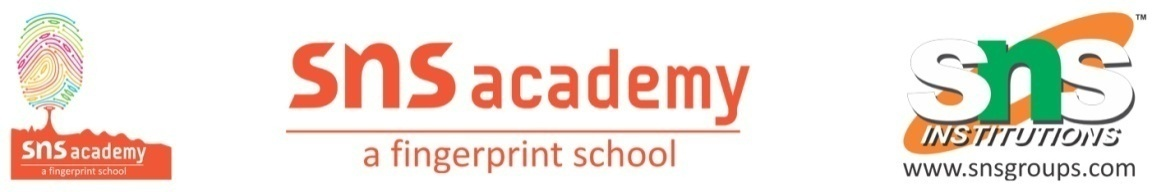 sns academy
a fingerprint school
sns academy
a fingerprint school
sns
INSTITUTIONS
www.snsgroups.com
TM